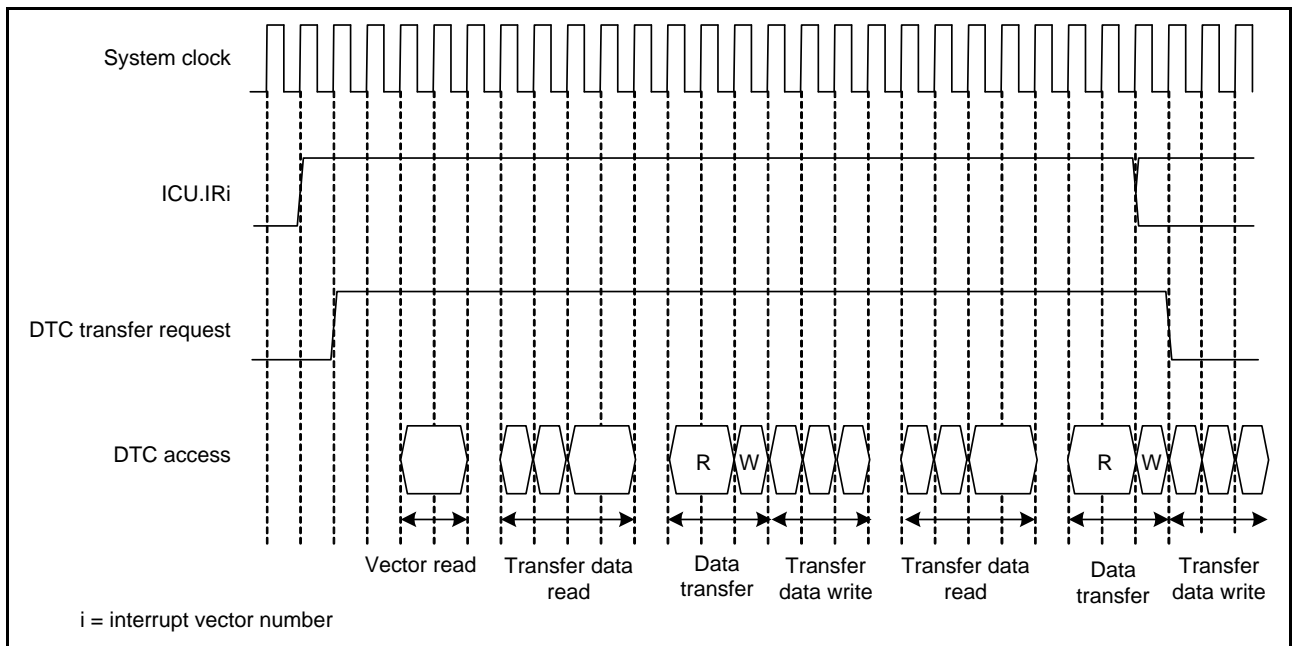 System clock
ICU.IRi
DTC transfer request
DTC access
R
W
R
W
Vector read
Transfer data
read
Data
transfer
Transfer
data write
Transfer data
read
Data
transfer
Transfer
data write
i = interrupt vector number